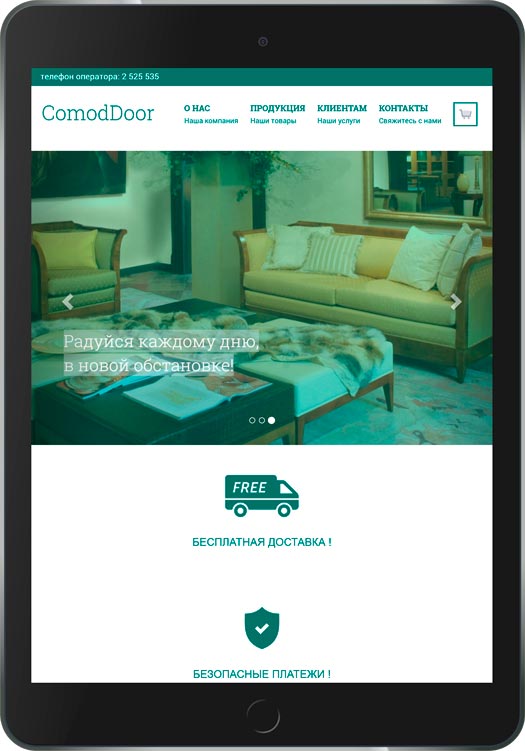 телефон оператора: 2 525 535
ComodDoor
О НАС
Наша компания
ПРОДУКЦИЯ
Наши товары
КЛИЕНТАМ
Наши услуги
КОНТАКТЫ
Свяжитесь с нами
Радуйся каждому дню,
в новой обстановке!
FREE
БЕСПЛАТНАЯ ДОСТАВКА !
БЕЗОПАСНЫЕ ПЛАТЕЖИ !